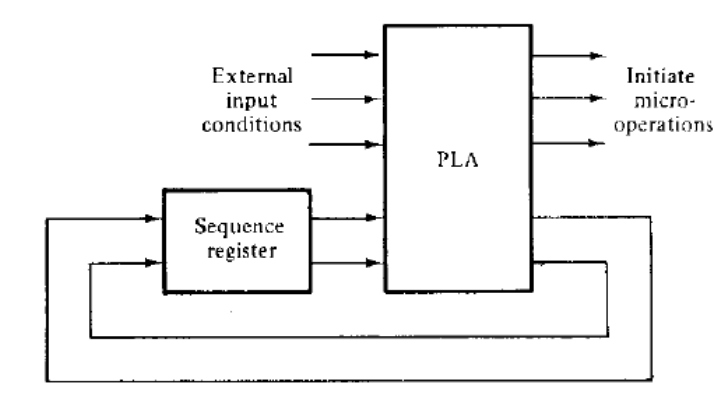 External
input
conditions
PLA
Initiate
micro-
operations
Sequence
register